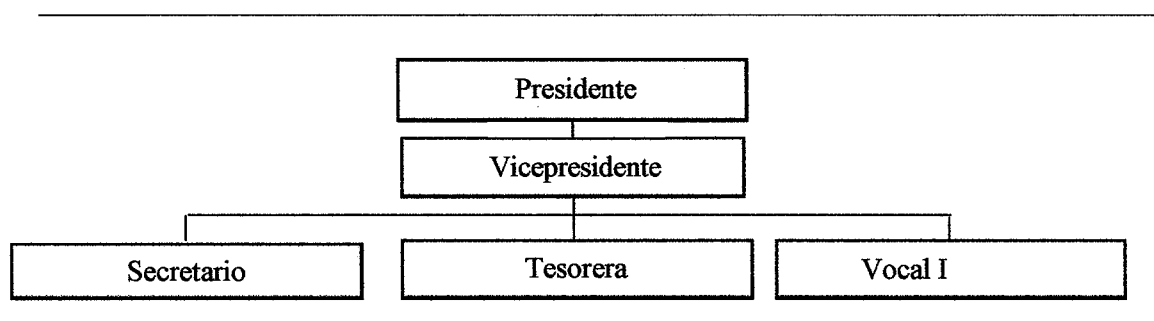 Presidente
Vicepresidente
Secretario
Tesorera
Vocal I